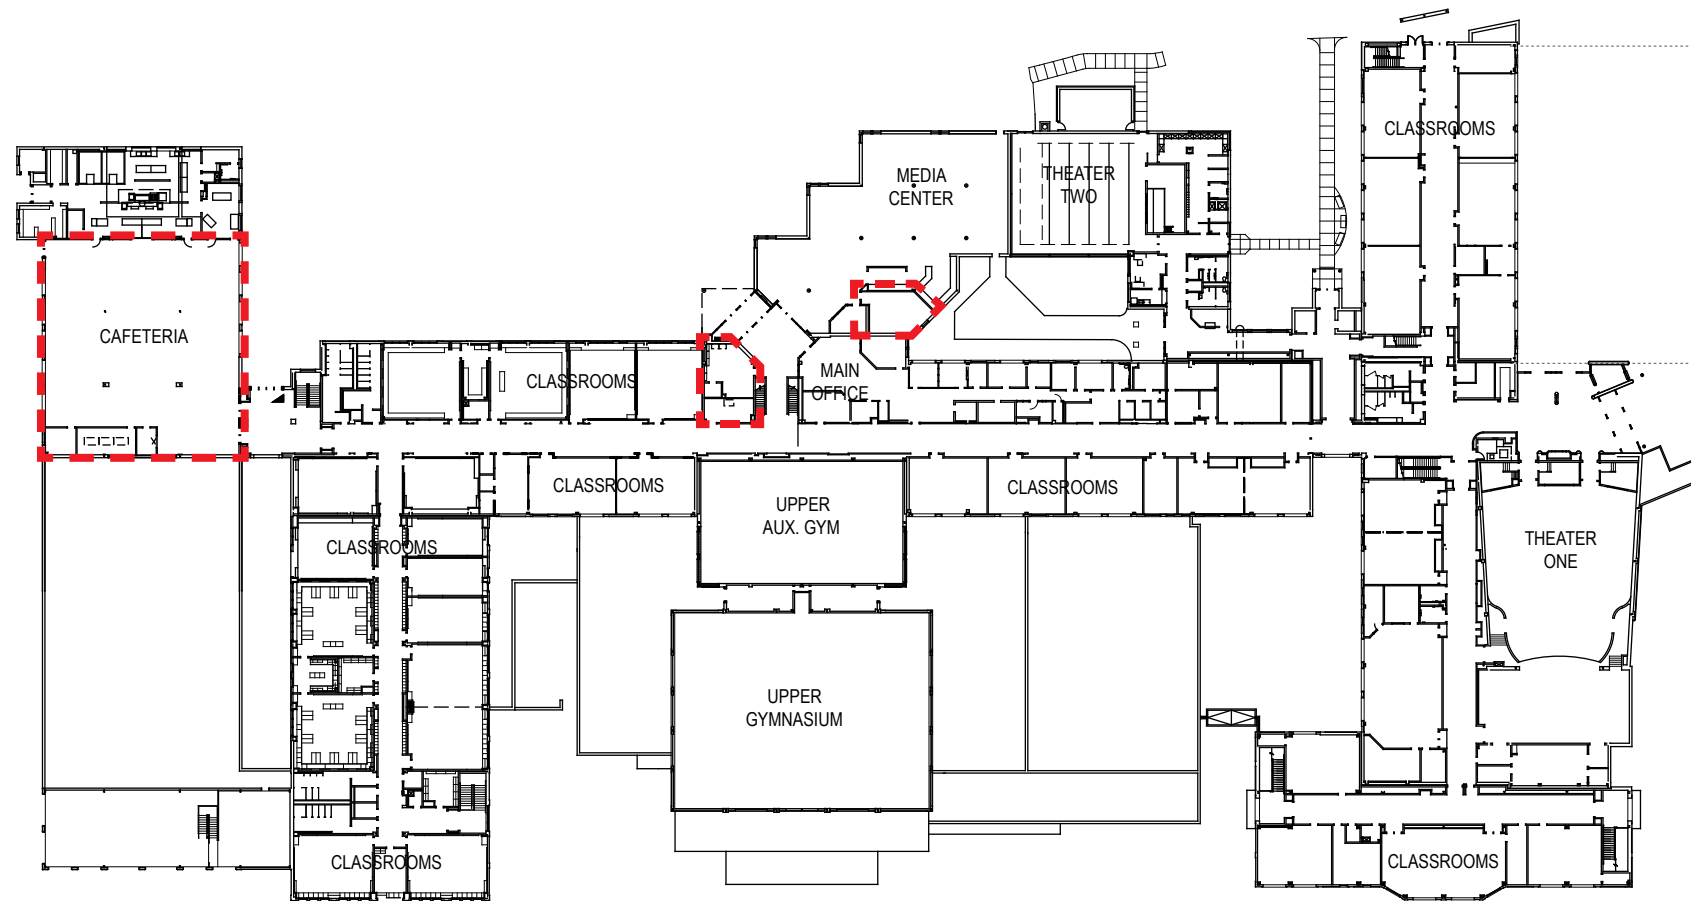 CLASSROOMS
MEDIA
CENTER
THEATER
TWO
CAFETERIA
CLASSROOMS
MAIN
OFFICE
CLASSROOMS
UPPER
AUX. GYM
CLASSROOMS
CLASSROOMS
THEATER
ONE
UPPER
GYMNASIUM
CLASSROOMS
CLASSROOMS